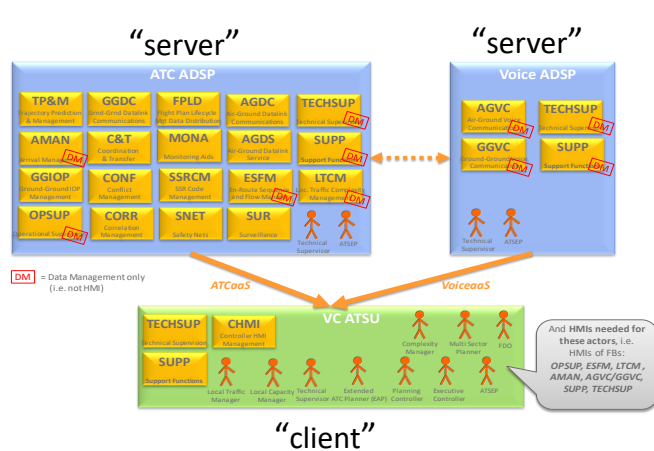 “server”
“server”
ATC ADSP
Voice ADSP
TP&M
Trajectory Prediction
& Management
GGDC
Grnd-Grnd Datalink
Communications
FPLD
Flight Plan Lifecycle
Mgt Data Distribution
AGDC
Air-Ground Datalink
Communications
TECHSUP
Technical Supervision
DM
AMAN
Arrival Management
DM
C&T
Coordination
& Transfer
MONA
Monitoring Aids
AGDS
Air-Ground Datalink
Service
SUPP
Support Functions
DM
GGIOP
Ground-Ground IOP
Management
CONF
Conflict
Management
SSRCM
SSR Code
Management
ESFM
En-Route Sequence
and Flow Mgt
DM
LTCM
Loc. Traffic Complexity
Management
DM
OPSUP
Operational Supervision
DM
CORR
Correlation
Management
SNET
Safety Nets
SUR
Surveillance
Technical
Supervisor
ATSEP
AGVC
Air-Ground Voice
Communications
DM
TECHSUP
Technical Supervision
DM
GGVC
Ground-Ground Voice
Communications
DM
SUPP
Support Functions
DM
Technical
Supervisor
ATSEP
DM = Data Management only
(i.e. not HMI)
ATCaaS
VoiceaaS
VC ATSU
TECHSUP
Technical Supervision
CHMI
Controller HMI
Management
SUPP
Support Functions
Complexity
Manager
Multi Sector
Planner
FDO
Local Traffic
Manager
Local Capacity
Manager
Technical
Supervisor
Extended
ATC Planner (EAP)
Planning
Controller
Executive
Controller
ATSEP
And HMIs needed for
these actors, i.e.
HMIs of FBs:
OPSUP, ESFM, LTCM ,
AMAN, AGVC/GGVC,
SUPP, TECHSUP
“client”